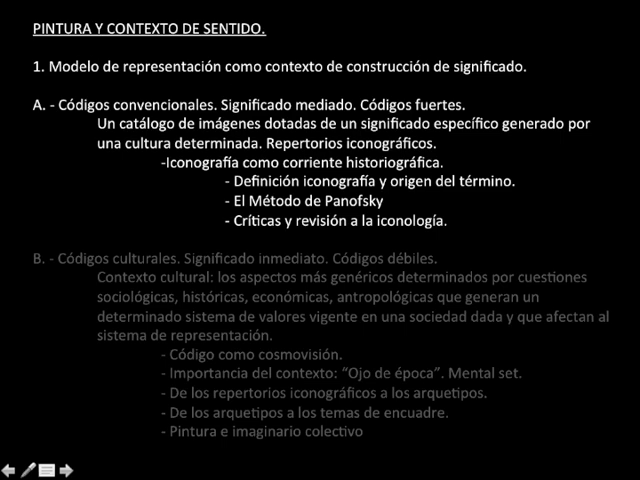 PINTURA Y CONTEXTO DE SENTIDO.
1. Modelo de representación como contexto de construcción de significado.
A. - Códigos convencionales. Significado mediado. Códigos fuertes.
Un catálogo de imágenes dotadas de un significado específico generado por
una cultura determinada. Repertorios iconográficos.
-Iconografía como corriente historiográfica.
- Definición iconografía y origen del término.
- El Método de Panofsky
- Críticas y revisión a la iconología.
B. - Códigos culturales. Significado inmediato. Códigos débiles.
Contexto cultural: los aspectos más genéricos determinados por cuestiones
sociológicas, históricas, económicas, antropológicas que generan un
determinado sistema de valores vigente en una sociedad dada y que afectan al
sistema de representación.
- Código como cosmovisión.
- Importancia del contexto: “Ojo de época”. Mental set.
- De los repertorios iconográficos a los arquetipos.
- De los arquetipos a los temas de encuadre.
- Pintura e imaginario colectivo